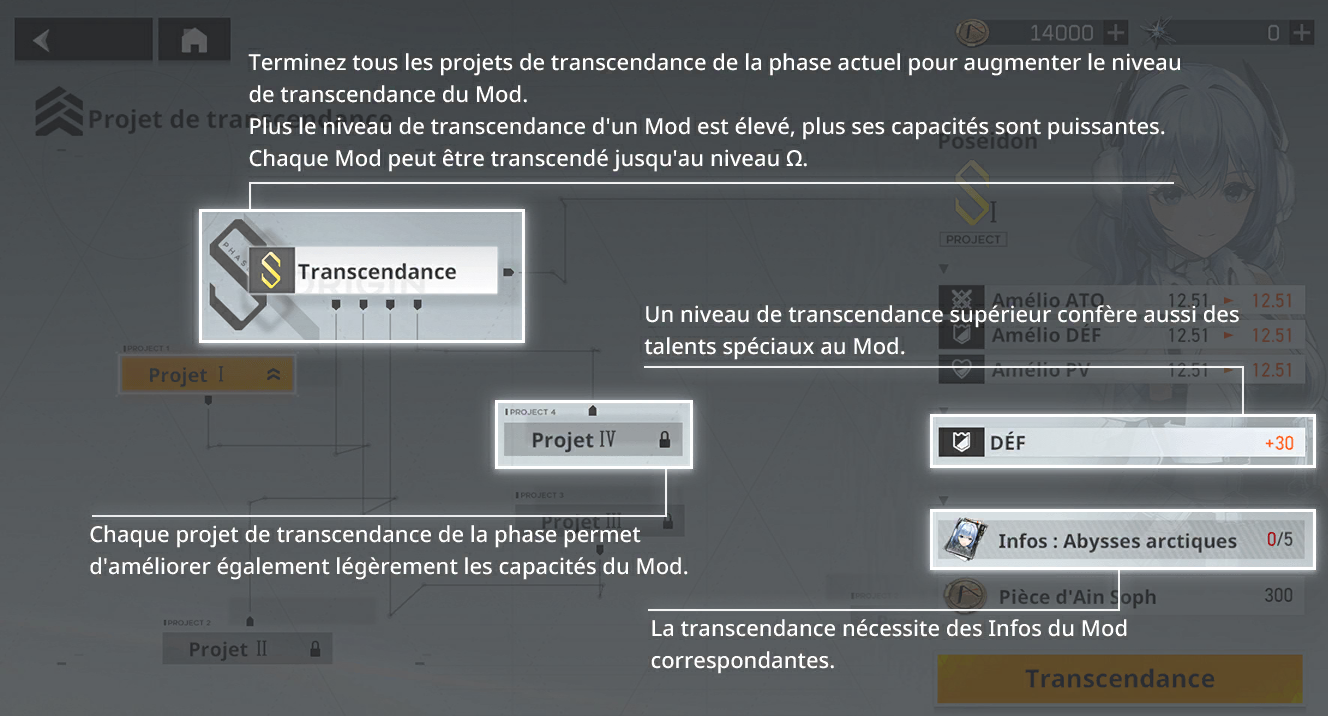 14000
0
Terminez tous les projets de transcendance de la phase actuel pour augmenter le niveau
de transcendance du Mod.
Plus le niveau de transcendance d'un Mod est élevé, plus ses capacités sont puissantes.
Chaque Mod peut être transcendé jusqu'au niveau Ω.
Projet de transcendance
Poséidon
I
PROJECT
Transcendance
Amélio ATQ 12.51 12.51
Amélio DÉF 12.51 12.51
Amélio PV 12.51 12.51
Un niveau de transcendance supérieur confère aussi des
talents spéciaux au Mod.
PROJECT 1
Projet I
PROJECT 4
Projet IV
DÉF +30
PROJECT 3
Projet III
Chaque projet de transcendance de la phase permet
d'améliorer également légèrement les capacités du Mod.
Infos : Abysses arctiques 0/5
Pièce d'Ain Soph 300
La transcendance nécessite des Infos du Mod
correspondantes.
PROJECT 2
Projet II
Transcendance